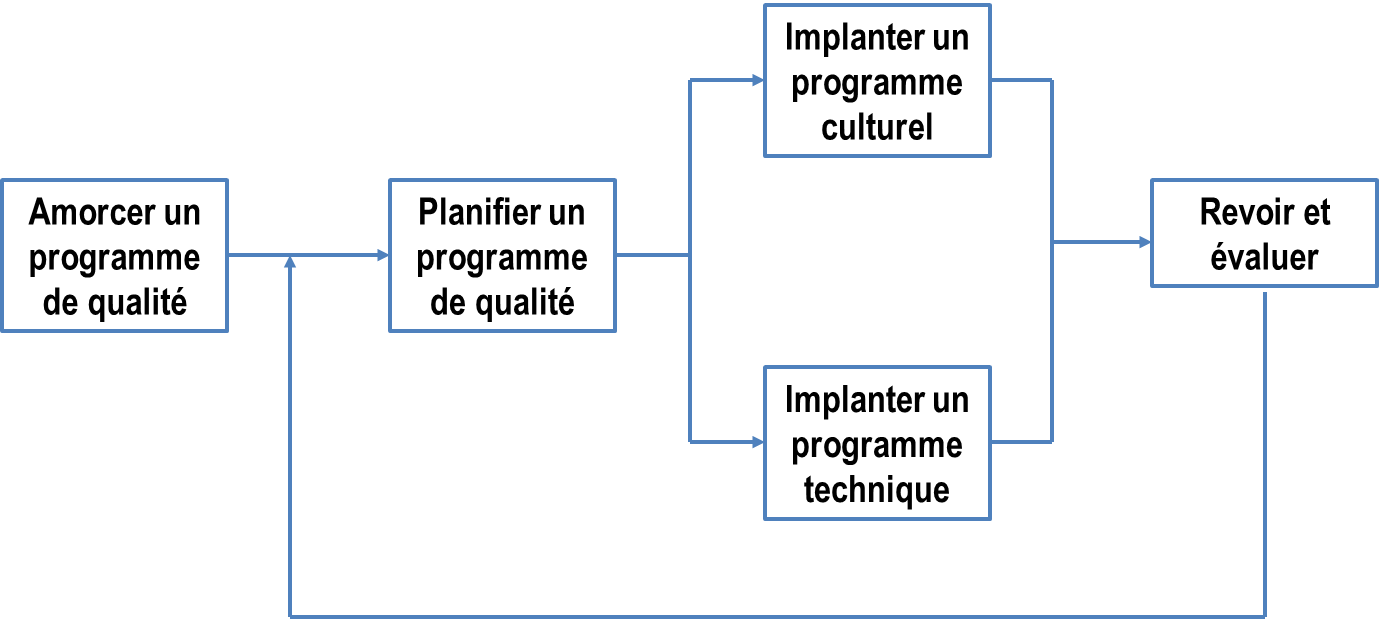 Amorcer un
programme
de qualité
Planifier un
programme
de qualité
Implanter un
programme
culturel
Implanter un
programme
technique
Revoir et
évaluer